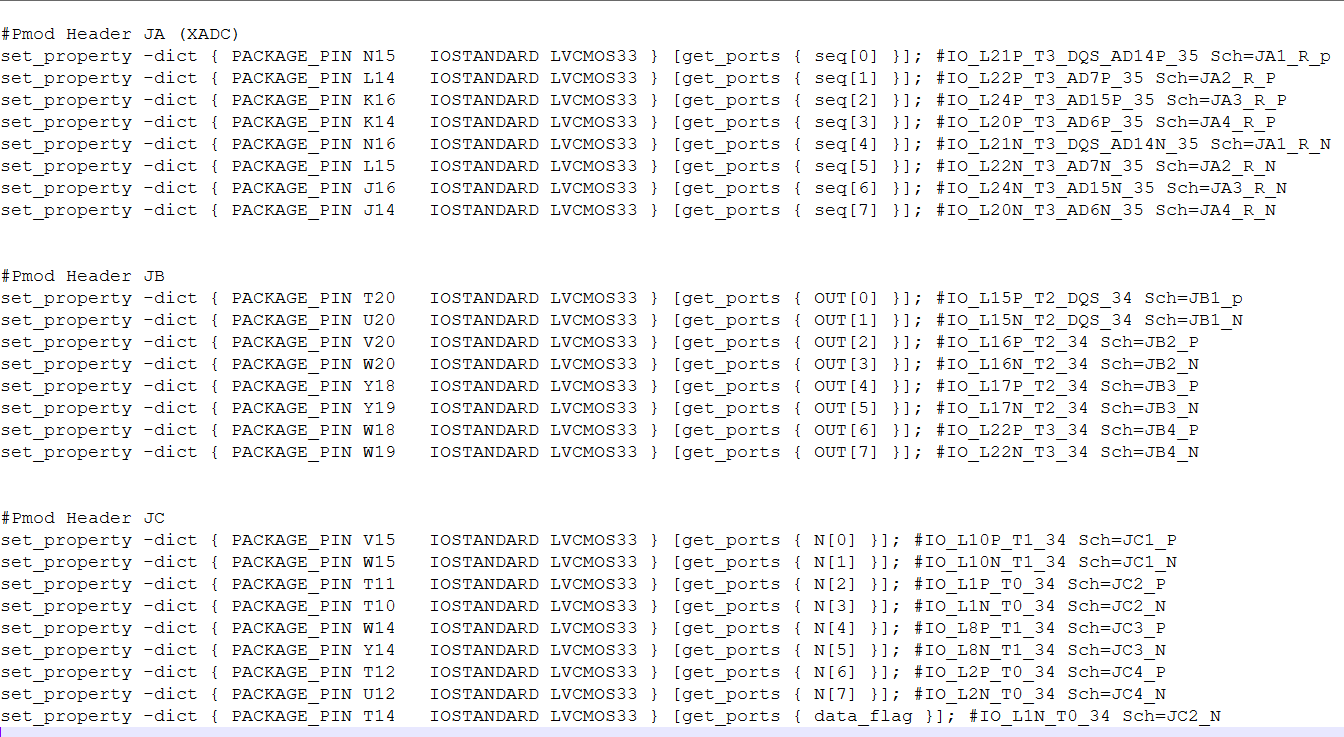 #Pmod Header JA (XADC)
set_property -dict { PACKAGE_PIN N15   IOSTANDARD LVCMOS33 } [get_ports { seq[0] }]; #IO_L21P_T3_DQS_AD14P_35 Sch=JA1_R_p
set_property -dict { PACKAGE_PIN L14   IOSTANDARD LVCMOS33 } [get_ports { seq[1] }]; #IO_L22P_T3_AD7P_35 Sch=JA2_R_P
set_property -dict { PACKAGE_PIN K16   IOSTANDARD LVCMOS33 } [get_ports { seq[2] }]; #IO_L24P_T3_AD15P_35 Sch=JA3_R_P
set_property -dict { PACKAGE_PIN K14   IOSTANDARD LVCMOS33 } [get_ports { seq[3] }]; #IO_L20P_T3_AD6P_35 Sch=JA4_R_P
set_property -dict { PACKAGE_PIN N16   IOSTANDARD LVCMOS33 } [get_ports { seq[4] }]; #IO_L21N_T3_DQS_AD14N_35 Sch=JA1_R_N
set_property -dict { PACKAGE_PIN L15   IOSTANDARD LVCMOS33 } [get_ports { seq[5] }]; #IO_L22N_T3_AD7N_35 Sch=JA2_R_N
set_property -dict { PACKAGE_PIN J16   IOSTANDARD LVCMOS33 } [get_ports { seq[6] }]; #IO_L24N_T3_AD15N_35 Sch=JA3_R_N
set_property -dict { PACKAGE_PIN J14   IOSTANDARD LVCMOS33 } [get_ports { seq[7] }]; #IO_L20N_T3_AD6N_35 Sch=JA4_R_N
#Pmod Header JB
set_property -dict { PACKAGE_PIN T20   IOSTANDARD LVCMOS33 } [get_ports { OUT[0] }]; #IO_L15P_T2_DQS_34 Sch=JB1_p
set_property -dict { PACKAGE_PIN U20   IOSTANDARD LVCMOS33 } [get_ports { OUT[1] }]; #IO_L15N_T2_DQS_34 Sch=JB1_N
set_property -dict { PACKAGE_PIN V20   IOSTANDARD LVCMOS33 } [get_ports { OUT[2] }]; #IO_L16P_T2_34 Sch=JB2_P
set_property -dict { PACKAGE_PIN W20   IOSTANDARD LVCMOS33 } [get_ports { OUT[3] }]; #IO_L16N_T2_34 Sch=JB2_N
set_property -dict { PACKAGE_PIN Y18   IOSTANDARD LVCMOS33 } [get_ports { OUT[4] }]; #IO_L17P_T2_34 Sch=JB3_P
set_property -dict { PACKAGE_PIN Y19   IOSTANDARD LVCMOS33 } [get_ports { OUT[5] }]; #IO_L17N_T2_34 Sch=JB3_N
set_property -dict { PACKAGE_PIN W18   IOSTANDARD LVCMOS33 } [get_ports { OUT[6] }]; #IO_L22P_T3_34 Sch=JB4_P
set_property -dict { PACKAGE_PIN W19   IOSTANDARD LVCMOS33 } [get_ports { OUT[7] }]; #IO_L22N_T3_34 Sch=JB4_N
#Pmod Header JC
set_property -dict { PACKAGE_PIN V15   IOSTANDARD LVCMOS33 } [get_ports { N[0] }]; #IO_L10P_T1_34 Sch=JC1_P
set_property -dict { PACKAGE_PIN W15   IOSTANDARD LVCMOS33 } [get_ports { N[1] }]; #IO_L10N_T1_34 Sch=JC1_N
set_property -dict { PACKAGE_PIN T11   IOSTANDARD LVCMOS33 } [get_ports { N[2] }]; #IO_L1P_T0_34 Sch=JC2_P
set_property -dict { PACKAGE_PIN T10   IOSTANDARD LVCMOS33 } [get_ports { N[3] }]; #IO_L1N_T0_34 Sch=JC2_N
set_property -dict { PACKAGE_PIN W14   IOSTANDARD LVCMOS33 } [get_ports { N[4] }]; #IO_L8P_T1_34 Sch=JC3_P
set_property -dict { PACKAGE_PIN Y14   IOSTANDARD LVCMOS33 } [get_ports { N[5] }]; #IO_L8N_T1_34 Sch=JC3_N
set_property -dict { PACKAGE_PIN T12   IOSTANDARD LVCMOS33 } [get_ports { N[6] }]; #IO_L2P_T0_34 Sch=JC4_P
set_property -dict { PACKAGE_PIN U12   IOSTANDARD LVCMOS33 } [get_ports { N[7] }]; #IO_L2N_T0_34 Sch=JC4_N
set_property -dict { PACKAGE_PIN T14   IOSTANDARD LVCMOS33 } [get_ports { data_flag }]; #IO_L1N_T0_34 Sch=JC2_N